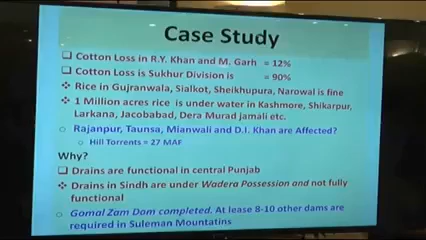 Case Study
Cotton Loss in R.Y. Khan and M. Garh = 12%
Cotton Loss is Sukhur Division is = 90%
Rice in Gujranwala, Sialkot, Sheikhupura, Narowal is fine
1 Million acres rice is under water in Kashmore, Shikarpur,
Larkana, Jacobabad, Dera Murad jamali etc.
Rajanpur, Taunsa, Mianwali and D.I. Khan are Affected?
Hill Torrents = 27 MAF
Why?
Drains are functional in central Punjab
Drains in Sindh are under Wadera Possession and not fully
functional
Gomal Zam Dom completed. At lease 8-10 other dams are
required in Suleman Mountatins